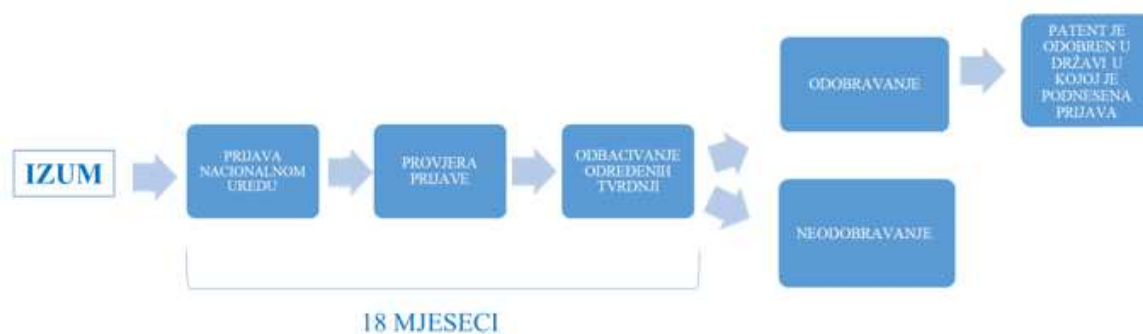 IZUM
PRIJAVA
NACIONALNOM
UREDU
PROVJERA
PRIJAVE
ODBACIVANJE
ODREĐENIH
TVRDNJI
ODOBRAVANJE
PATENT JE
ODOBREN U
DRŽAVI U
KOJOJ JE
PODNESENA
PRIJAVA
NEODOBRAVANJE
18 MJESECI